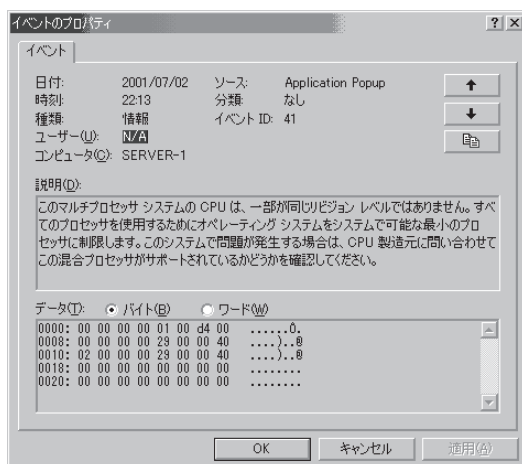 イベントのプロパティ
イベント
日付: 2001/07/02 ソース: Application Popup
時刻: 22:13 分類: なし
種類: 情報 イベント ID: 41
ユーザー(U): N/A
コンピュータ(C): SERVER-1
説明(D):
このマルチプロセッサ システムの CPU は、一部が同じリビジョン レベルではありません。すべ
てのプロセッサを使用するためにオペレーティング システムをシステムで可能な最小のプロ
セッサに制限します。このシステムで問題が発生する場合は、CPU 製造元に問い合わせて
この混合プロセッサがサポートされているかどうかを確認してください。
データ(T): バイト(B) ワード(W)
0000: 00 00 00 00 01 00 d4 00 ......Ô.
0008: 00 00 00 00 29 00 00 40 ....)..@
0010: 02 00 00 00 29 00 00 40 ....)..@
0018: 00 00 00 00 00 00 00 00 ........
0020: 00 00 00 00 00 00 00 00 ........
OK キャンセル 適用(A)